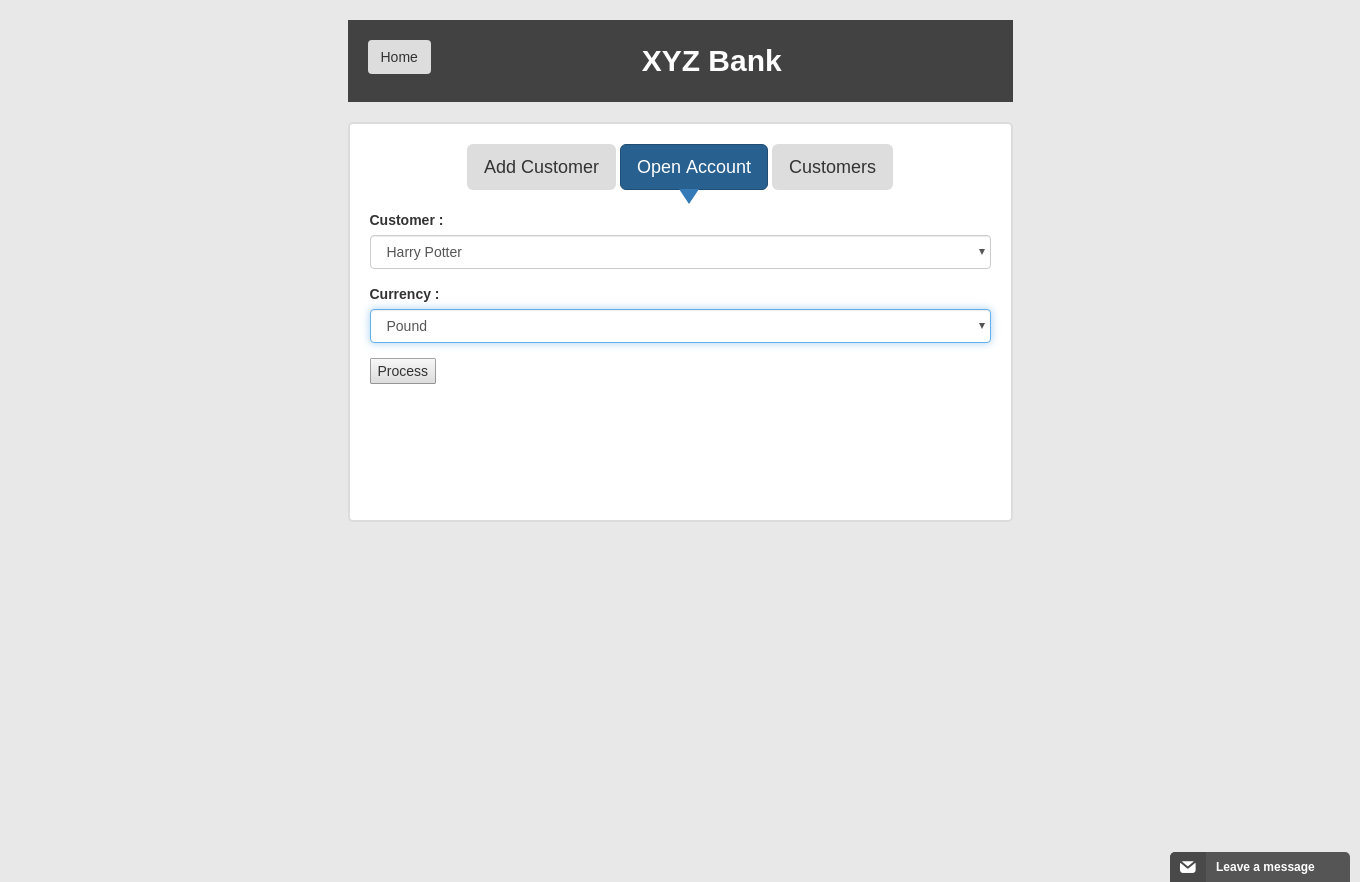 Home
XYZ Bank
Add Customer
Open Account
Customers
Customer :
Harry Potter
Currency :
Pound
Process
Leave a message